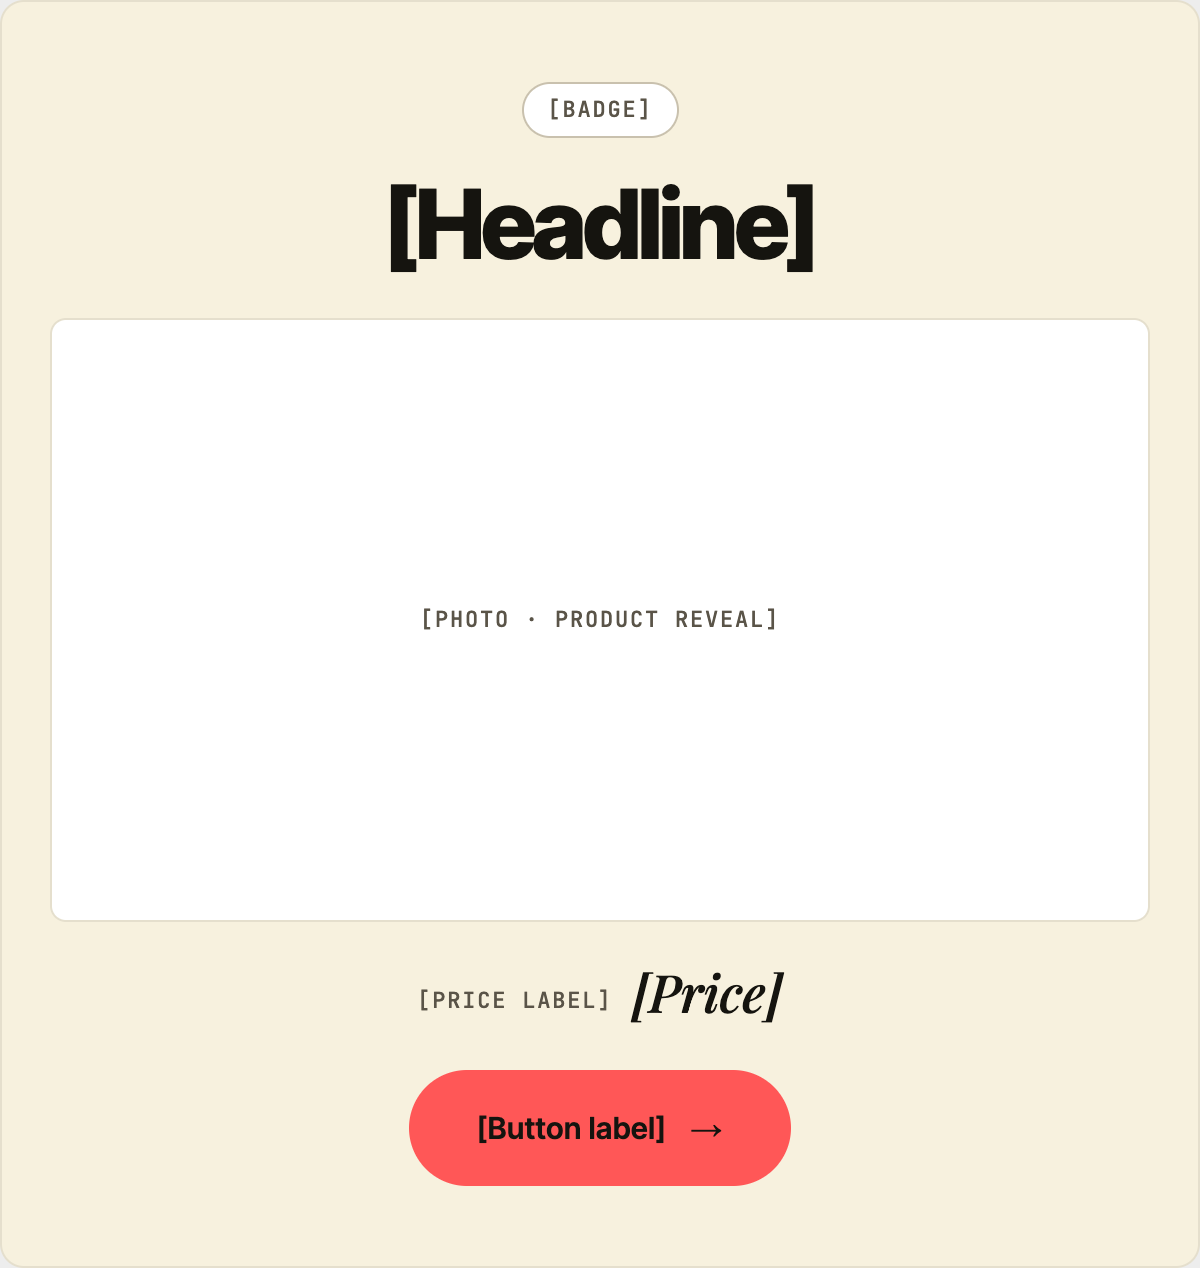 [BADGE]
[Headline]
[PHOTO · PRODUCT REVEAL]
[PRICE LABEL] [Price]
[Button label] →